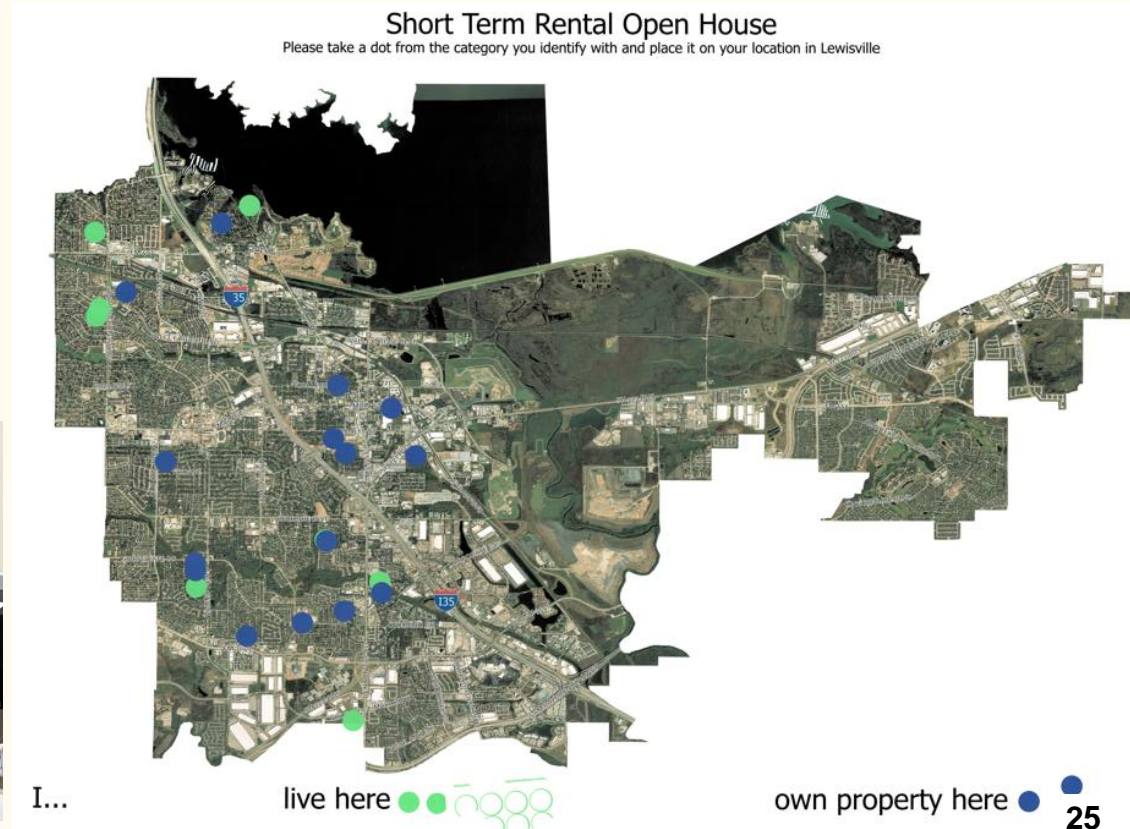 Short Term Rental Open House
Please take a dot from the category you identify with and place it on your location in Lewisville
35
I35
I...
live here
own property here
25